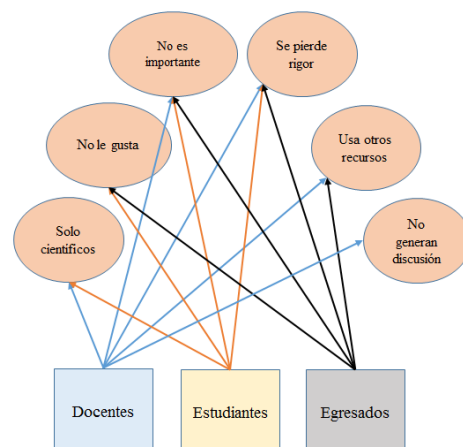 No es
importante
Se pierde
rigor
No le gusta
Usa otros
recursos
Solo
científicos
No
generan
discusión
Docentes
Estudiantes
Egresados